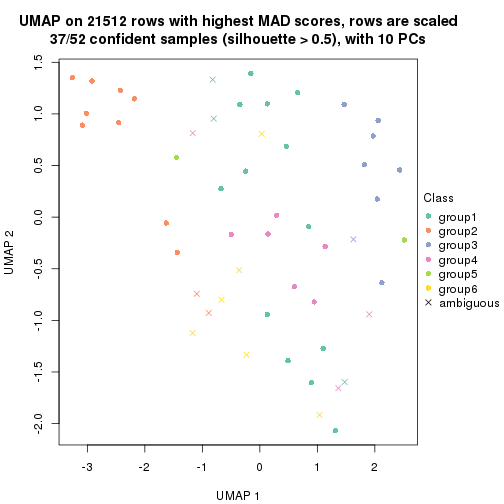 UMAP on 21512 rows with highest MAD scores, rows are scaled
37/52 confident samples (silhouette > 0.5), with 10 PCs
1.5
1.0
0.5
0.0
-0.5
-1.0
-1.5
-2.0
UMAP 2
-3 -2 -1 0 1 2
UMAP 1
Class
group1
group2
group3
group4
group5
group6
ambiguous